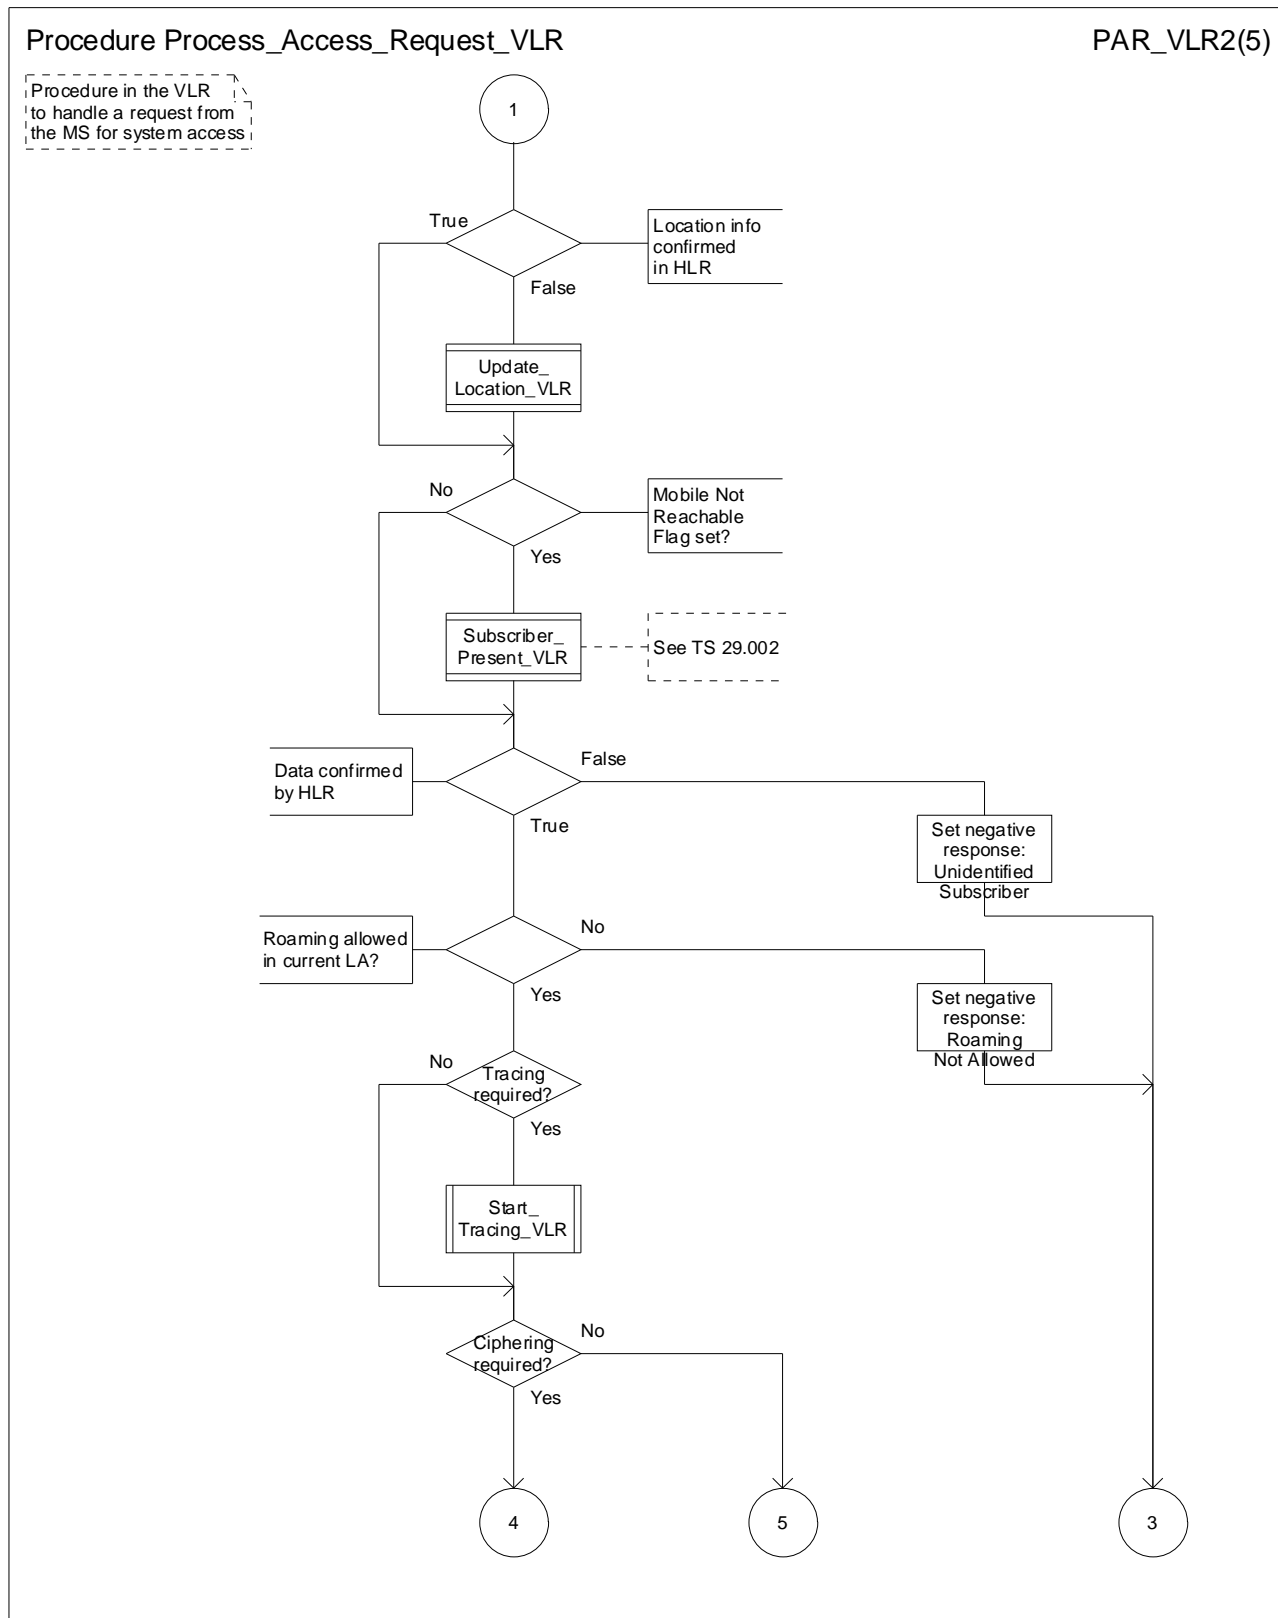 Procedure Process_Access_Request_VLR
PAR_VLR2(5)
Procedure in the VLR
to handle a request from
the MS for system access
1
True
Location info
confirmed
in HLR
False
Update_
Location_VLR
No
Mobile Not
Reachable
Flag set?
Yes
Subscriber_
Present_VLR
See TS 29.002
Data confirmed
by HLR
False
True
Set negative
response:
Unidentified
Subscriber
Roaming allowed
in current LA?
No
Yes
Set negative
response:
Roaming
Not Allowed
No
Tracing
required?
Yes
Start_
Tracing_VLR
Ciphering
required?
No
Yes
4
5
3